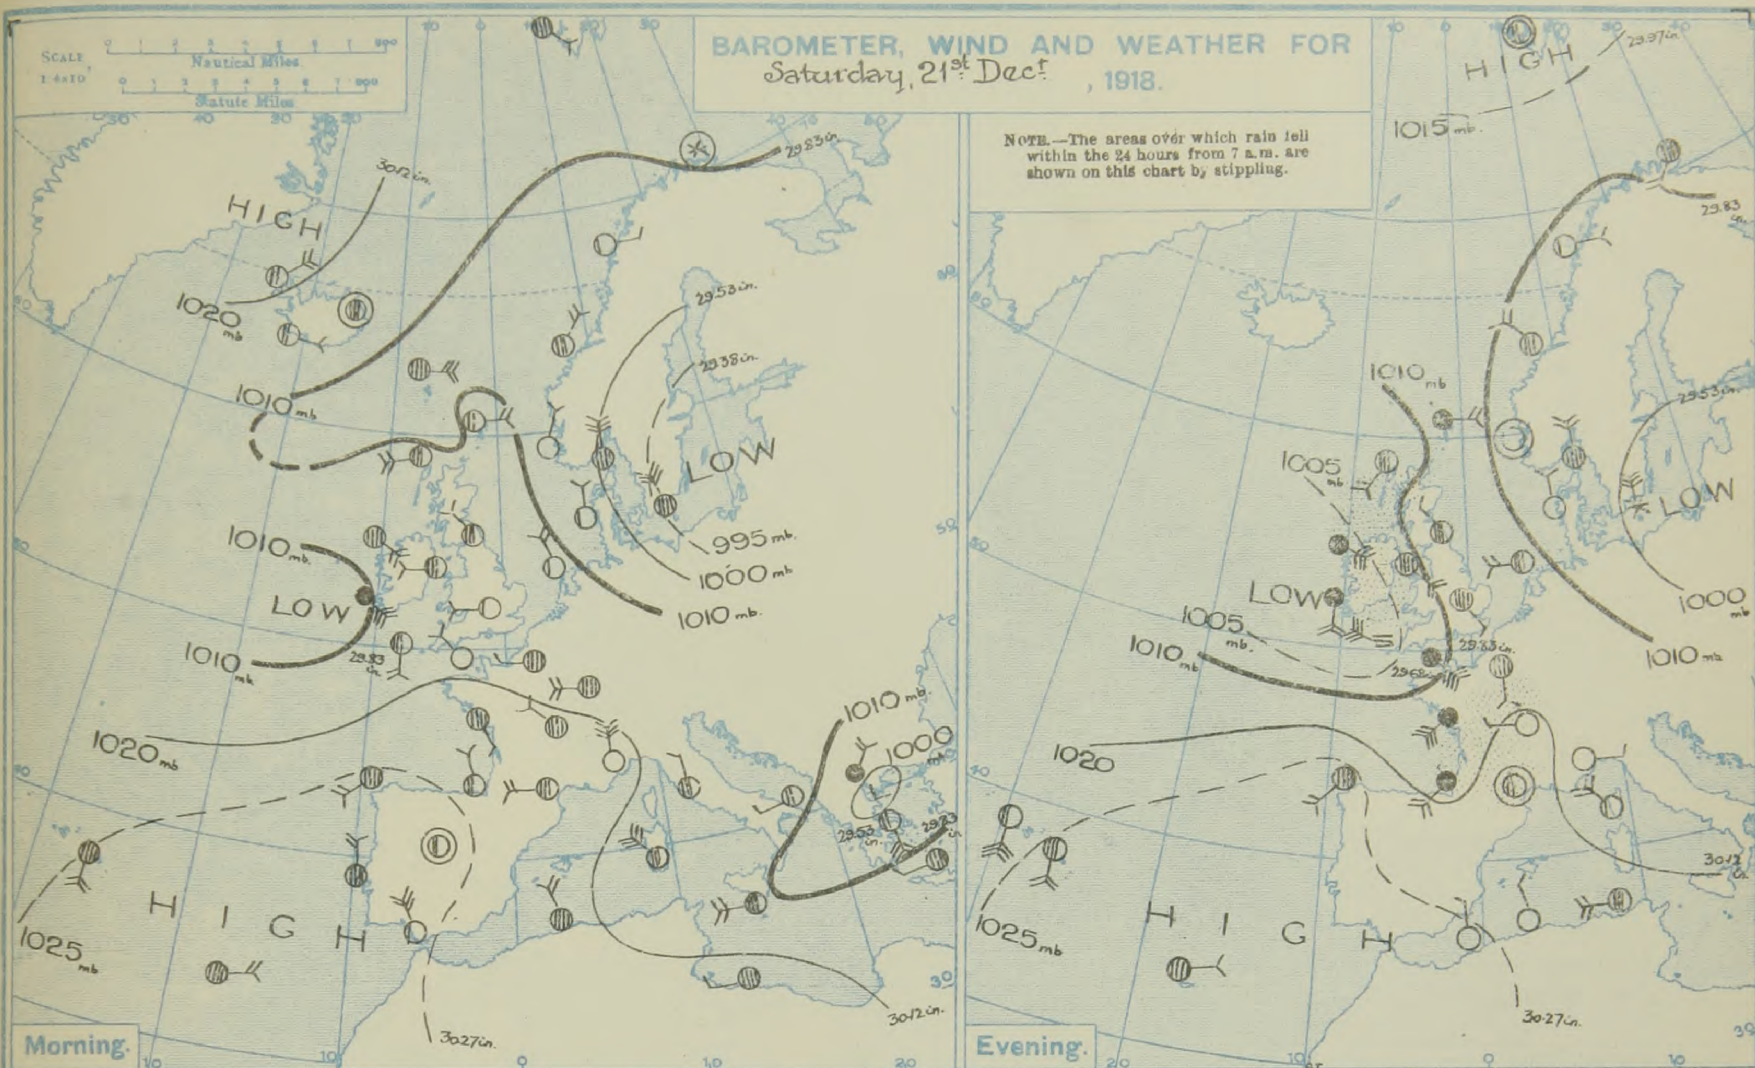 BAROMETER, WIND AND WEATHER FOR
Saturday, 21st Decr, 1918.
SCALE,
Nautical Miles
Statute Miles
NOTE.—The areas over which rain fell
within the 24 hours from 7 a.m. are
shown on this chart by stippling.
29.83 in.
30.12 in.
HIGH
1020 mb
1010 mb
29.53 in.
29.38 in.
LOW
995 mb.
1000 mb
1010 mb.
1010 mb.
LOW
1010 mb.
1020 mb
1010 mb.
1000 mb
29.53 in.
HIGH
1025 mb
30.12 in.
30.27 in.
Morning.
HIGH
29.97 in.
1015 mb.
29.83 in.
1010 mb
29.53 in.
1005 mb
LOW
LOW
1000 mb
1005 mb.
1010 mb
29.83 in.
29.68 in.
1010 mb
1020
30.12 in.
HIGH
1025 mb
30.27 in.
Evening.